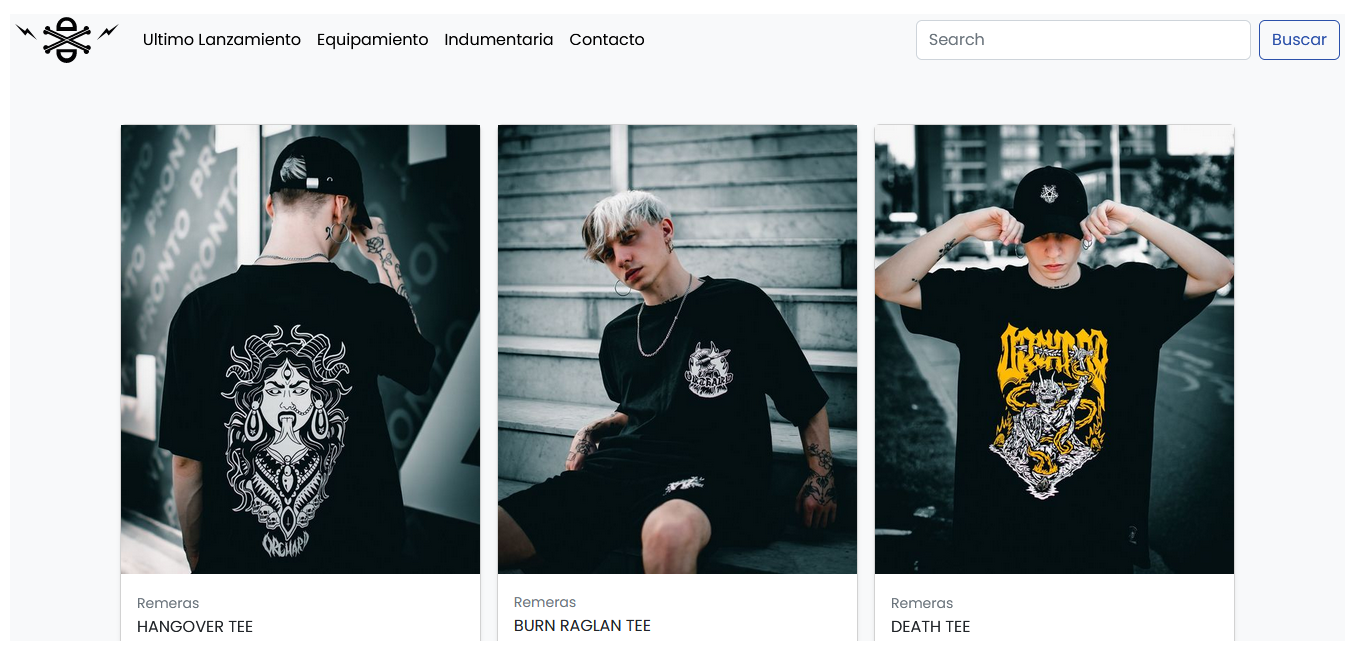 Ultimo Lanzamiento Equipamiento Indumentaria Contacto Search Buscar
PRONTO PRONTO
PRONTO
ORCHARD
Remeras
HANGOVER TEE
Remeras
BURN RAGLAN TEE
Remeras
DEATH TEE